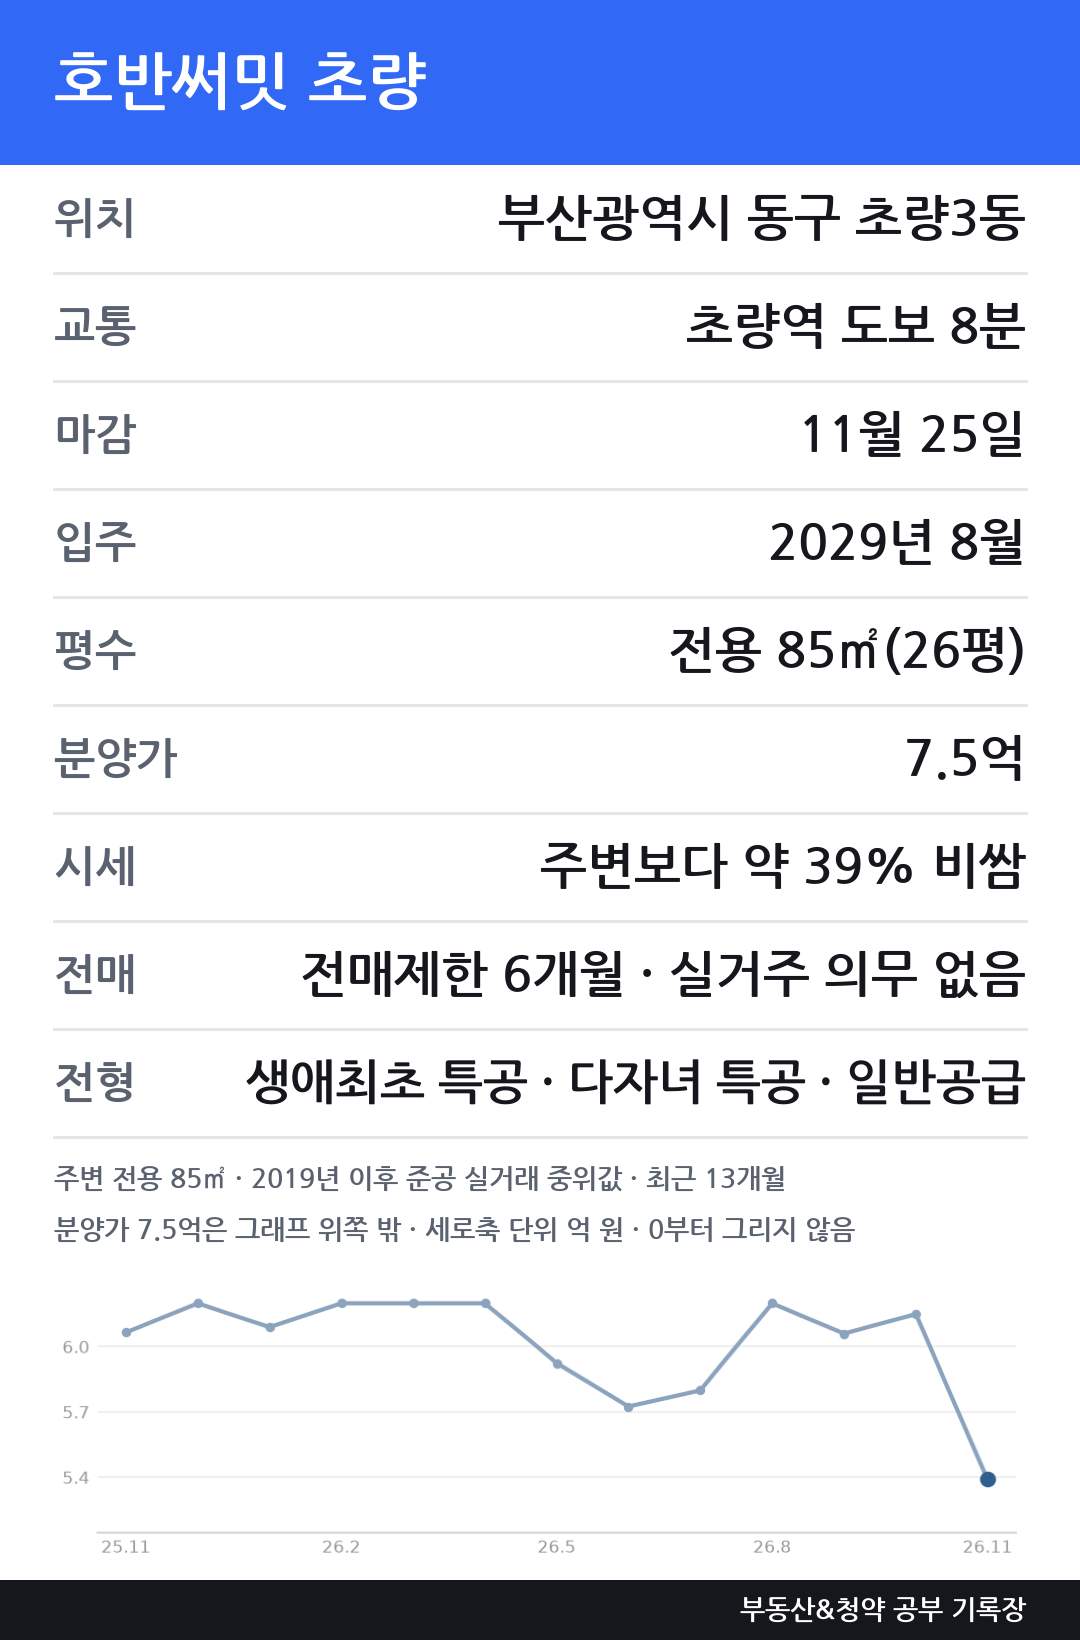 호반써밋 초량
위치 부산광역시 동구 초량3동
교통 초량역 도보 8분
마감 11월 25일
입주 2029년 8월
평수 전용 85㎡(26평)
분양가 7.5억
시세 주변보다 약 39% 비쌈
전매 전매제한 6개월 · 실거주 의무 없음
전형 생애최초 특공 · 다자녀 특공 · 일반공급
주변 전용 85㎡ · 2019년 이후 준공 실거래 중위값 · 최근 13개월
분양가 7.5억은 그래프 위쪽 밖 · 세로축 단위 억 원 · 0부터 그리지 않음
6.0
5.7
5.4
25.11 26.2 26.5 26.8 26.11
부동산&청약 공부 기록장